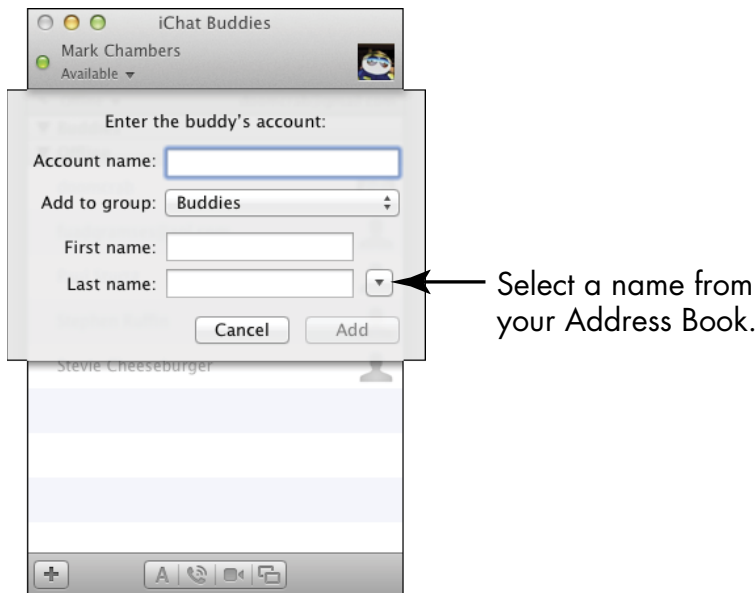 iChat Buddies
Mark Chambers
Available
Enter the buddy's account:
Account name:
Add to group: Buddies
First name:
Last name:
Select a name from
your Address Book.
Cancel Add
Stevie Cheeseburger
A